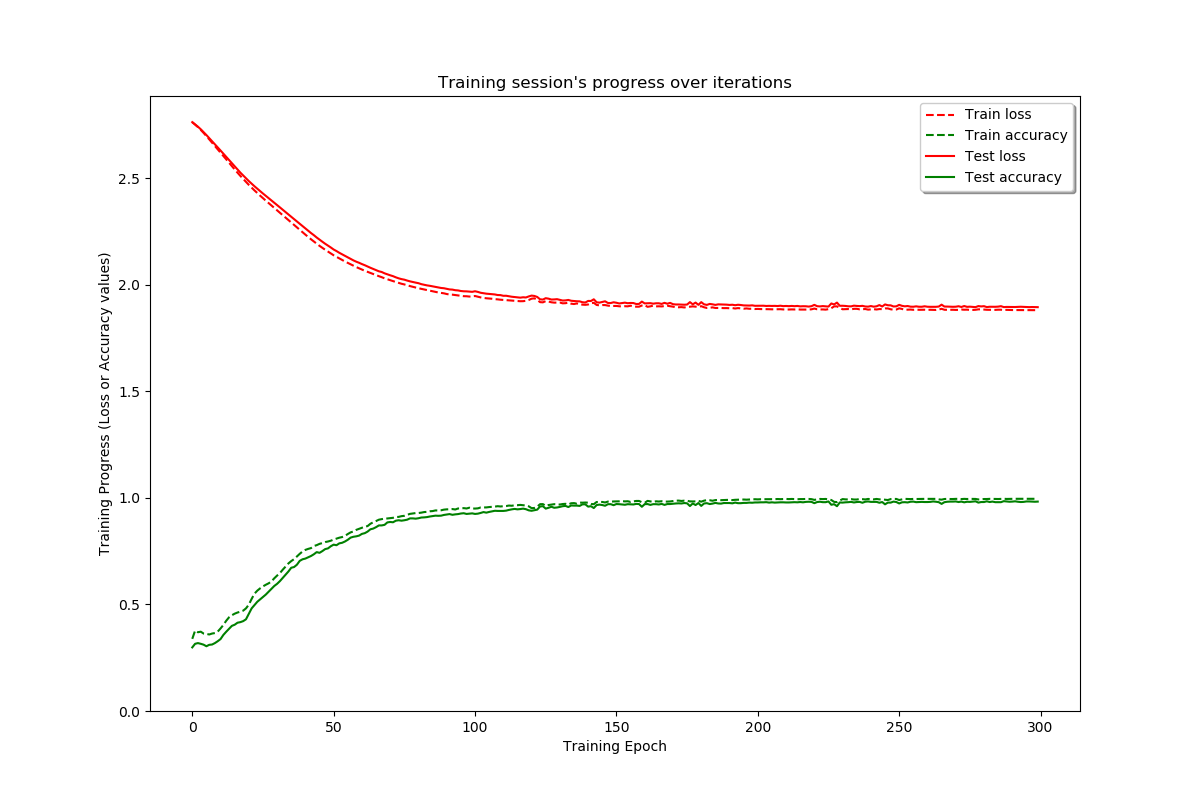 Training session's progress over iterations
Train loss
Train accuracy
Test loss
Test accuracy
Training Progress (Loss or Accuracy values)
2.5
2.0
1.5
1.0
0.5
0.0
0 50 100 150 200 250 300
Training Epoch